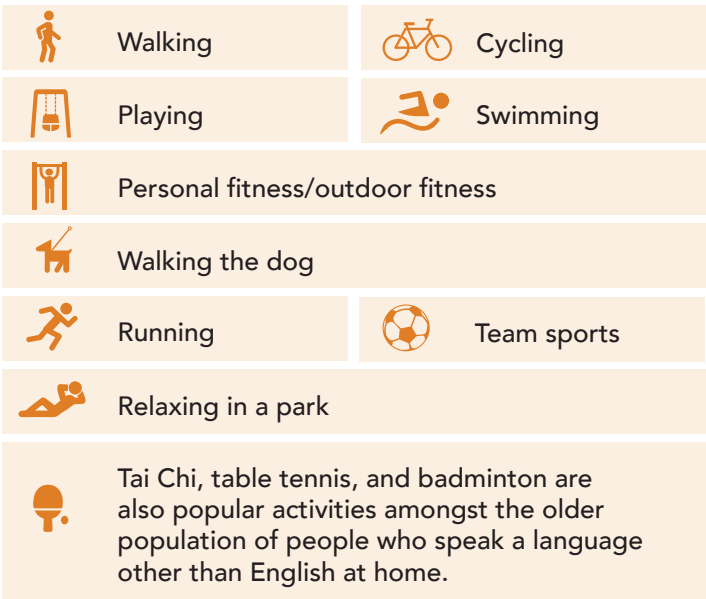 Walking
Cycling
Playing
Swimming
Personal fitness/outdoor fitness
Walking the dog
Running
Team sports
Relaxing in a park
Tai Chi, table tennis, and badminton are
also popular activities amongst the older
population of people who speak a language
other than English at home.